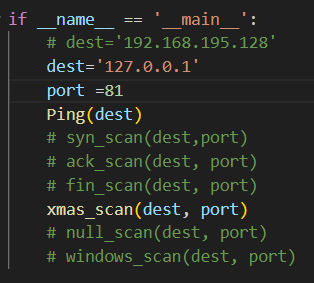 if __name__ == '__main__':
    # dest='192.168.195.128'
    dest='127.0.0.1'
    port =81
    Ping(dest)
    # syn_scan(dest,port)
    # ack_scan(dest, port)
    # fin_scan(dest, port)
    xmas_scan(dest, port)
    # null_scan(dest, port)
    # windows_scan(dest, port)